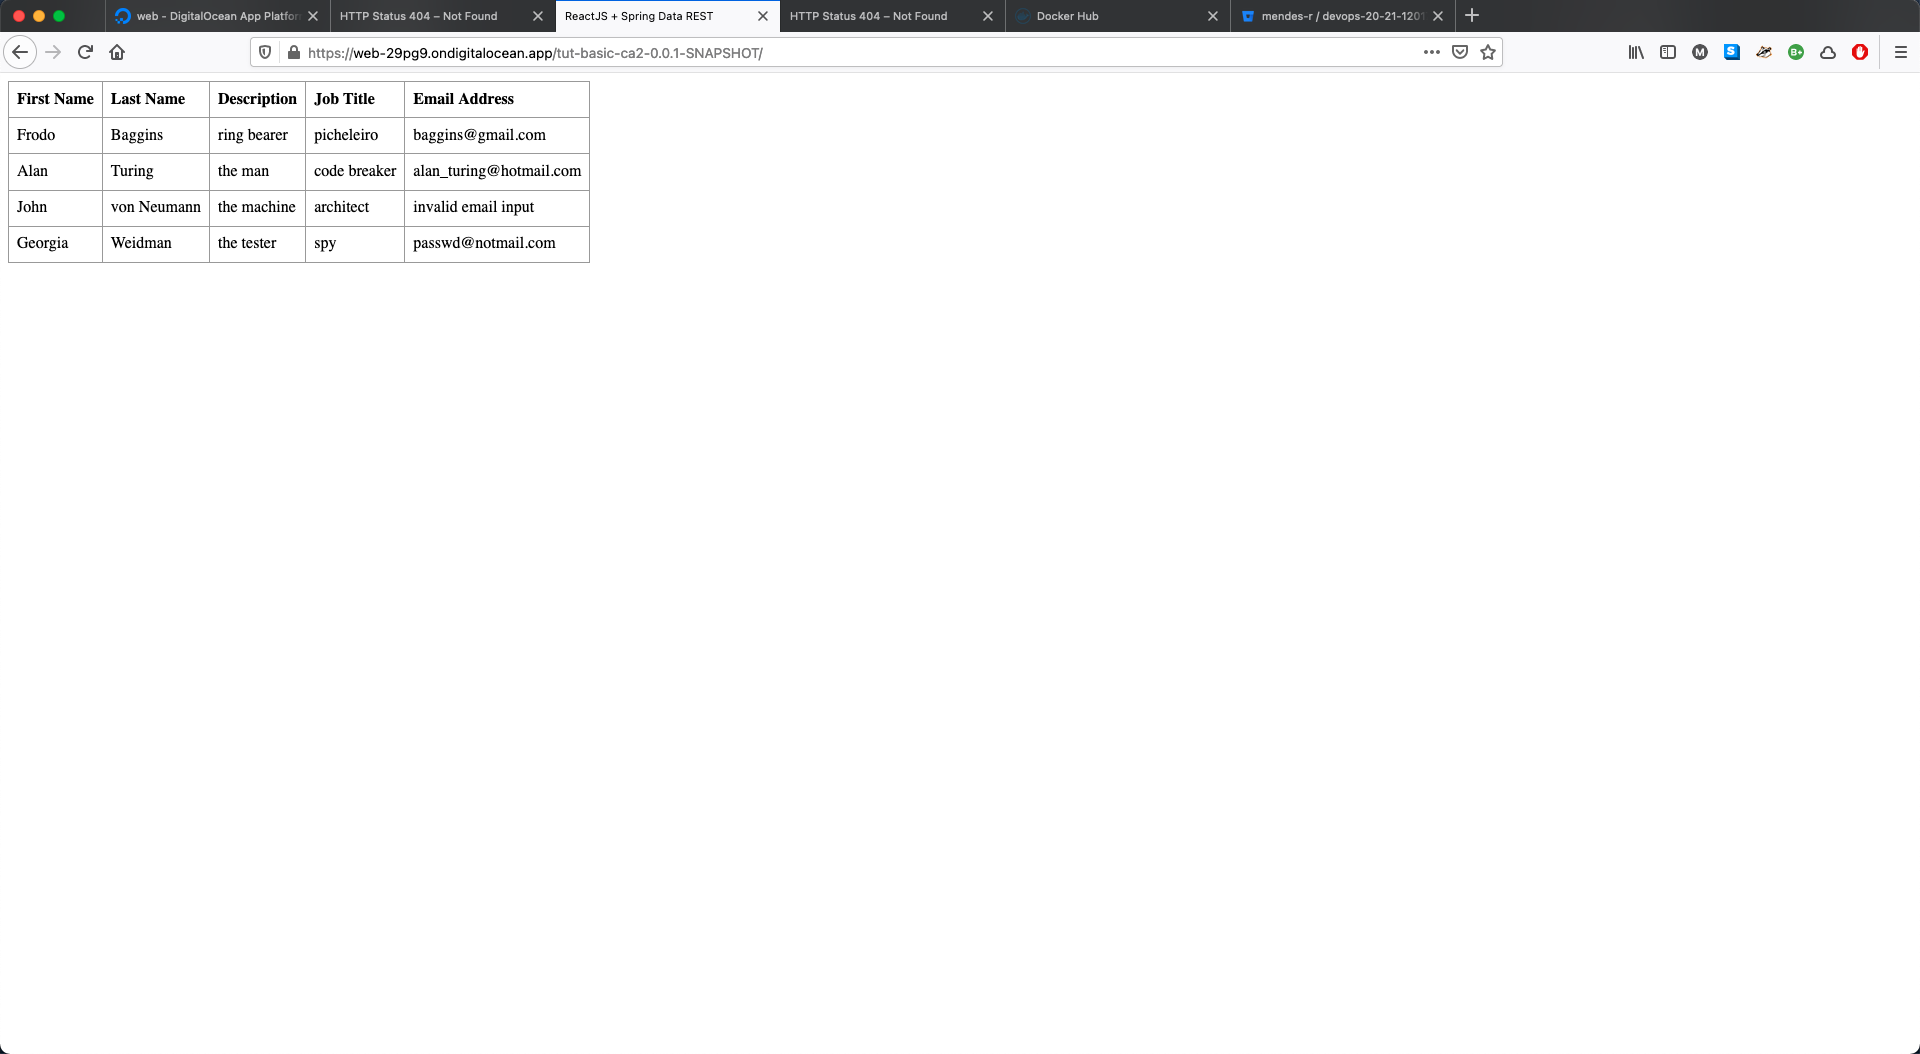 web - DigitalOcean App Platfor
HTTP Status 404 – Not Found
ReactJS + Spring Data REST
HTTP Status 404 – Not Found
Docker Hub
mendes-r / devops-20-21-1201
https://web-29pg9.ondigitalocean.app/tut-basic-ca2-0.0.1-SNAPSHOT/
First Name Last Name Description Job Title Email Address
Frodo Baggins ring bearer picheleiro baggins@gmail.com
Alan Turing the man code breaker alan_turing@hotmail.com
John von Neumann the machine architect invalid email input
Georgia Weidman the tester spy passwd@notmail.com